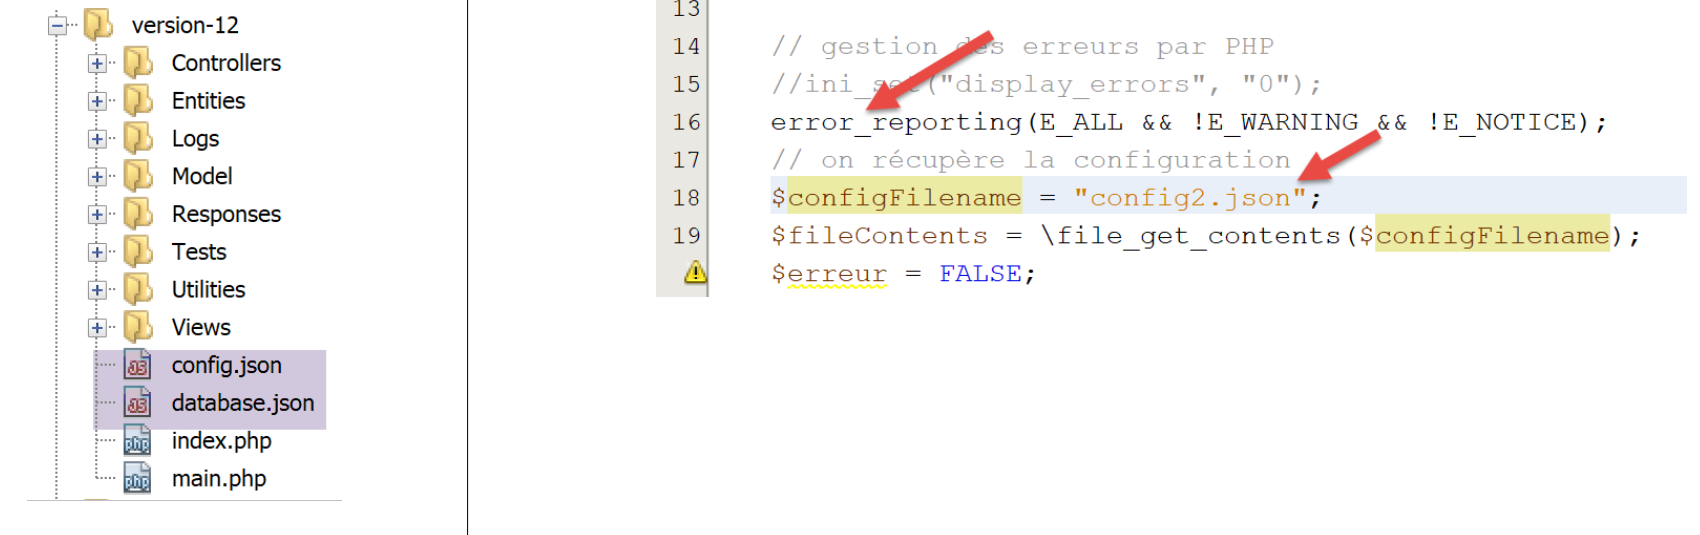 version-12
Controllers
Entities
Logs
Model
Responses
Tests
Utilities
Views
config.json
database.json
index.php
main.php
13
14 // gestion des erreurs par PHP
15 //ini_set("display_errors", "0");
16 error_reporting(E_ALL && !E_WARNING && !E_NOTICE);
17 // on récupère la configuration
18 $configFilename = "config2.json";
19 $fileContents = \file_get_contents($configFilename);
$erreur = FALSE;